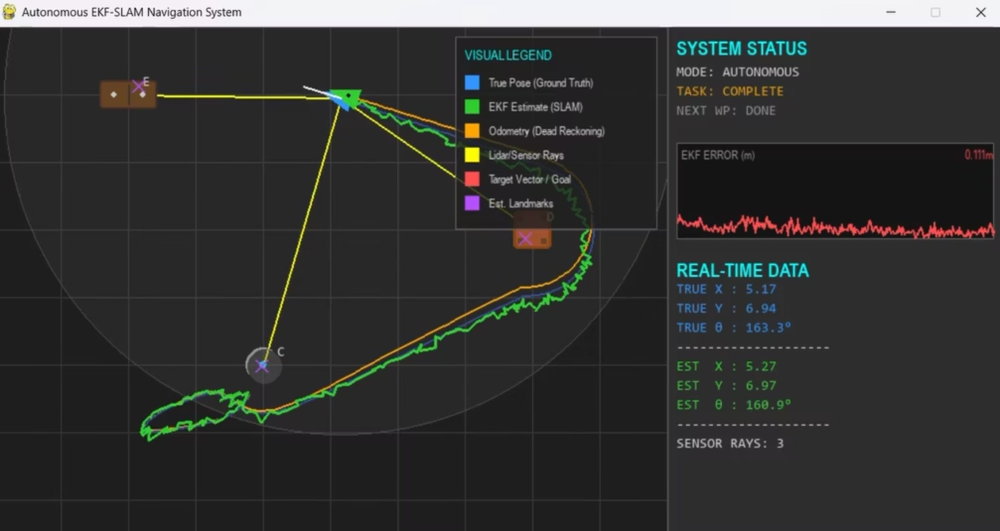 Autonomous EKF-SLAM Navigation System
E
VISUAL LEGEND
True Pose (Ground Truth)
EKF Estimate (SLAM)
Odometry (Dead Reckoning)
Lidar/Sensor Rays
Target Vector / Goal
Est. Landmarks
D
C
SYSTEM STATUS
MODE: AUTONOMOUS
TASK: COMPLETE
NEXT WP: DONE
EKF ERROR (m)
0.111m
REAL-TIME DATA
TRUE X : 5.17
TRUE Y : 6.94
TRUE θ : 163.3°
--------------------
EST  X : 5.27
EST  Y : 6.97
EST  θ : 160.9°
--------------------
SENSOR RAYS: 3